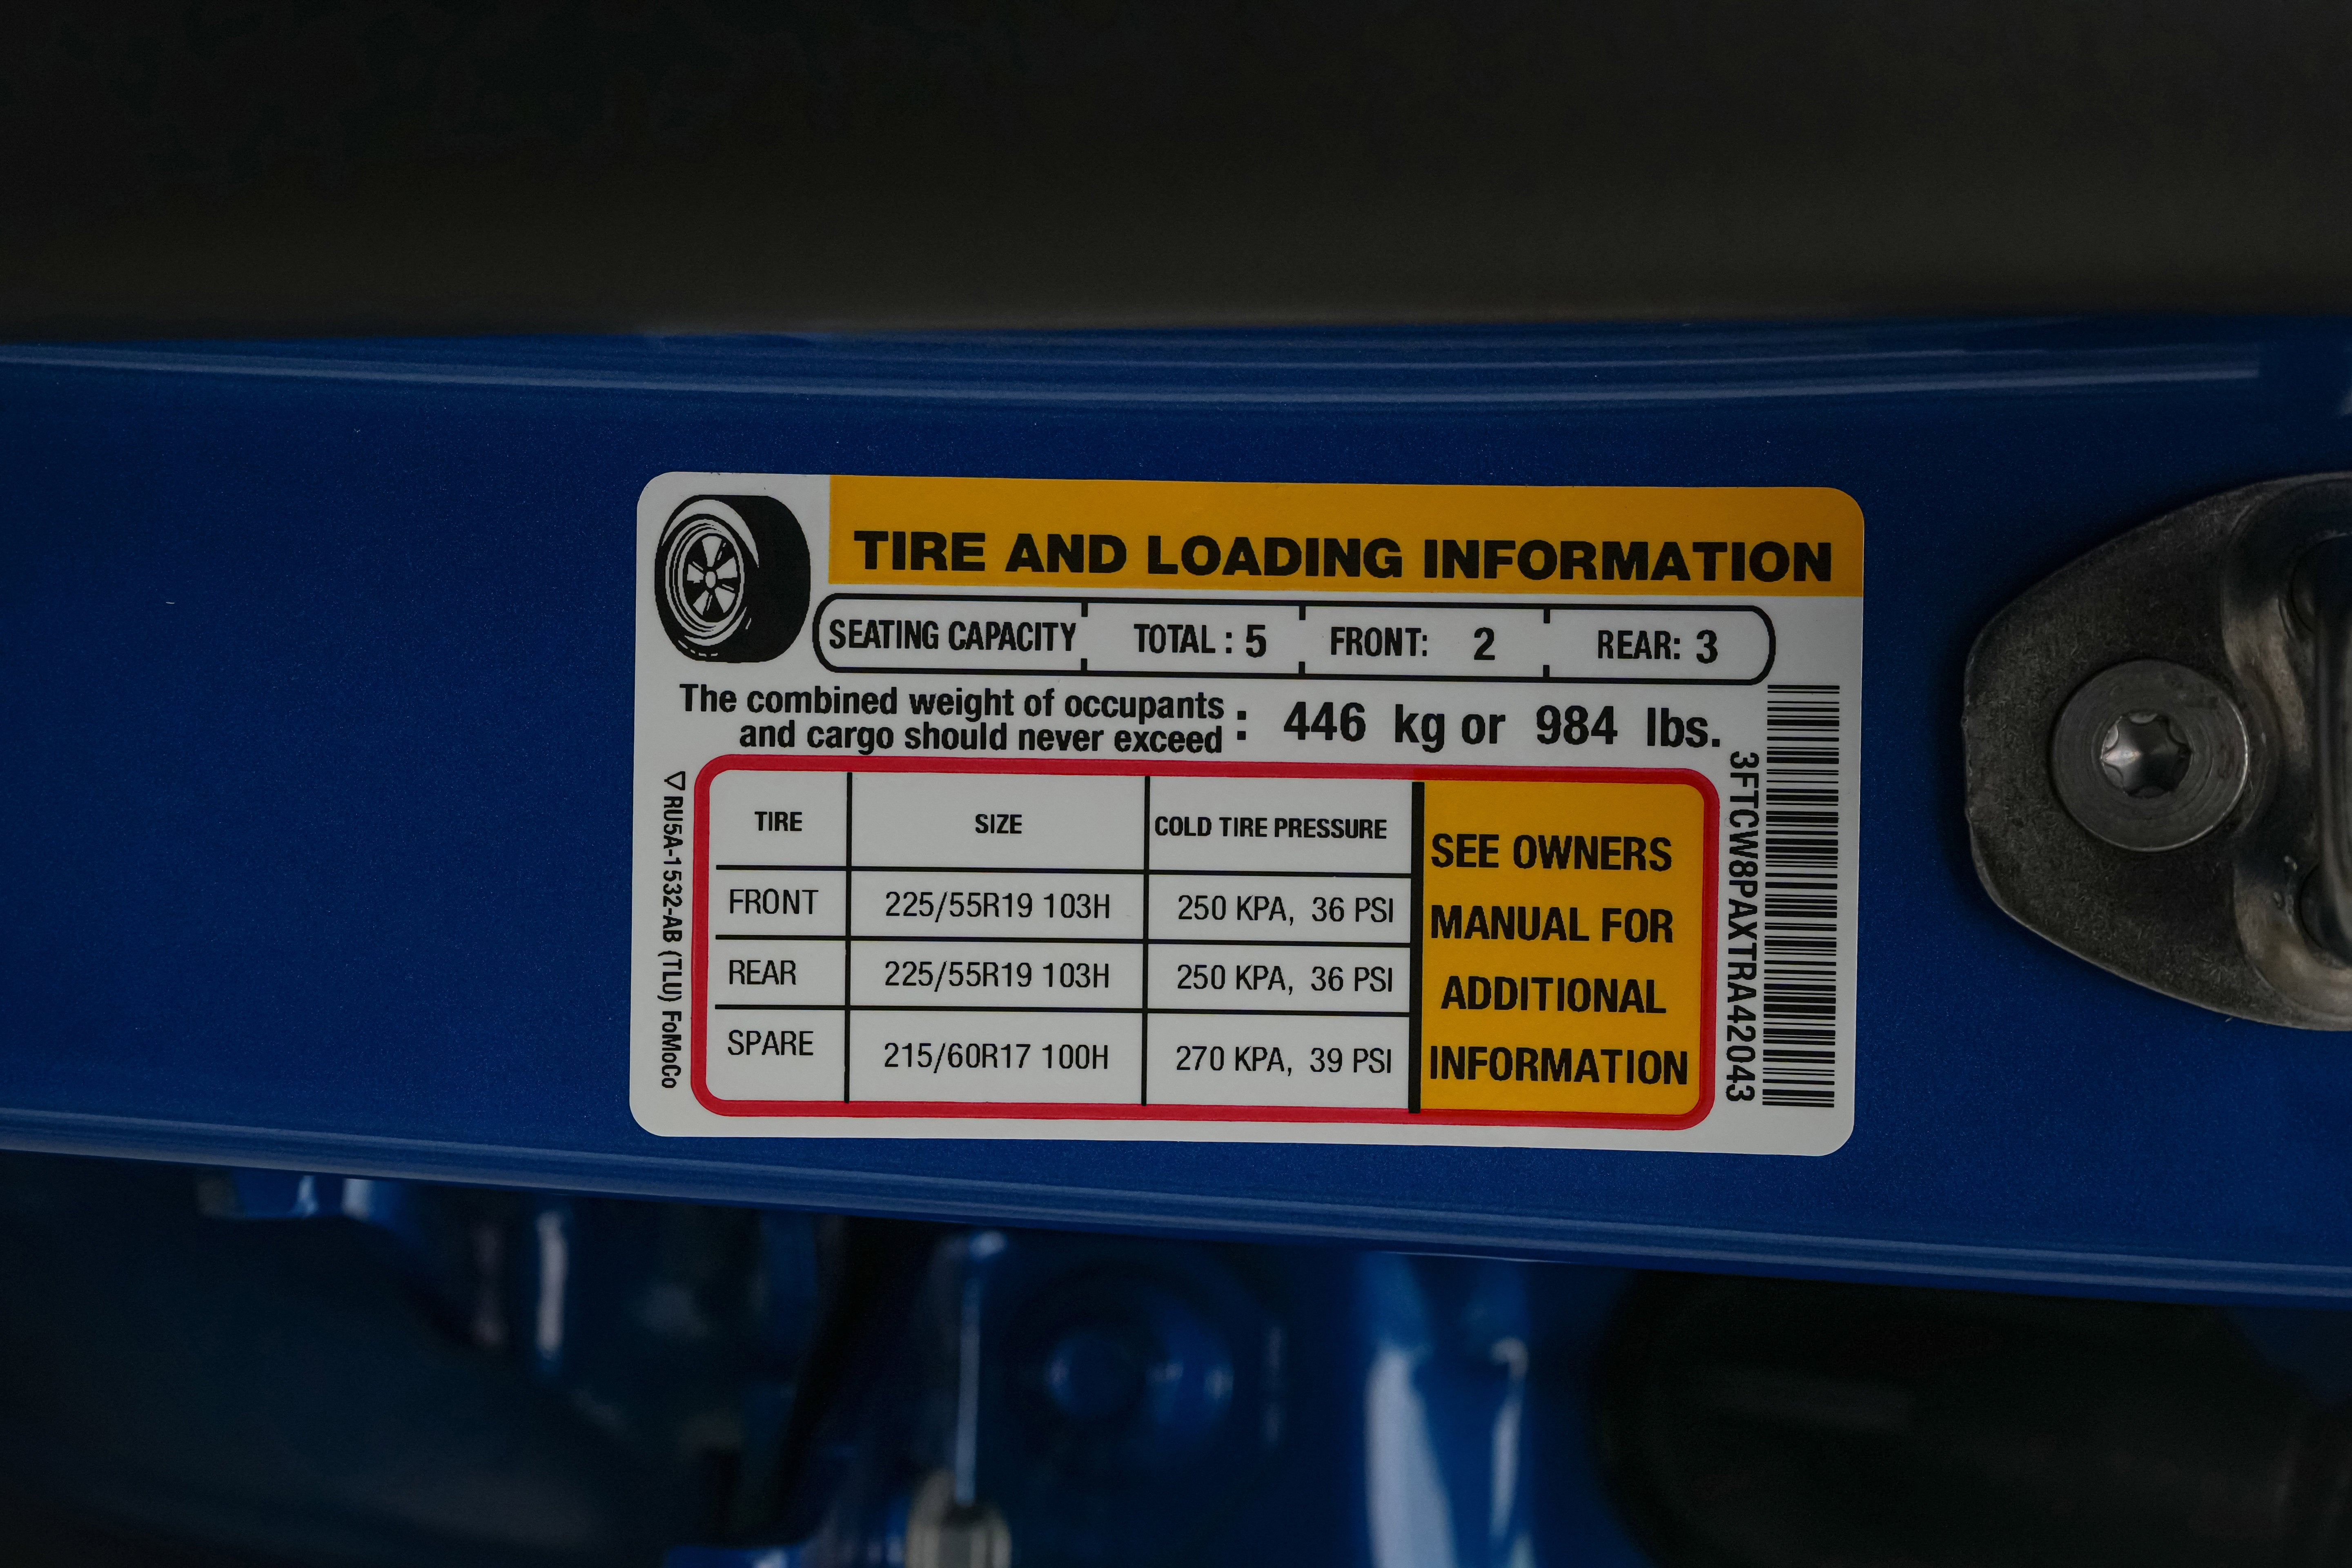 TIRE AND LOADING INFORMATION
SEATING CAPACITY TOTAL : 5 FRONT: 2 REAR: 3
The combined weight of occupants
and cargo should never exceed : 446 kg or 984 lbs.
TIRE SIZE COLD TIRE PRESSURE
FRONT 225/55R19 103H 250 KPA, 36 PSI
REAR 225/55R19 103H 250 KPA, 36 PSI
SPARE 215/60R17 100H 270 KPA, 39 PSI
SEE OWNERS
MANUAL FOR
ADDITIONAL
INFORMATION
RU5A-1532-AB (TLU) FoMoCo
3FTCW8PAXTRA42043